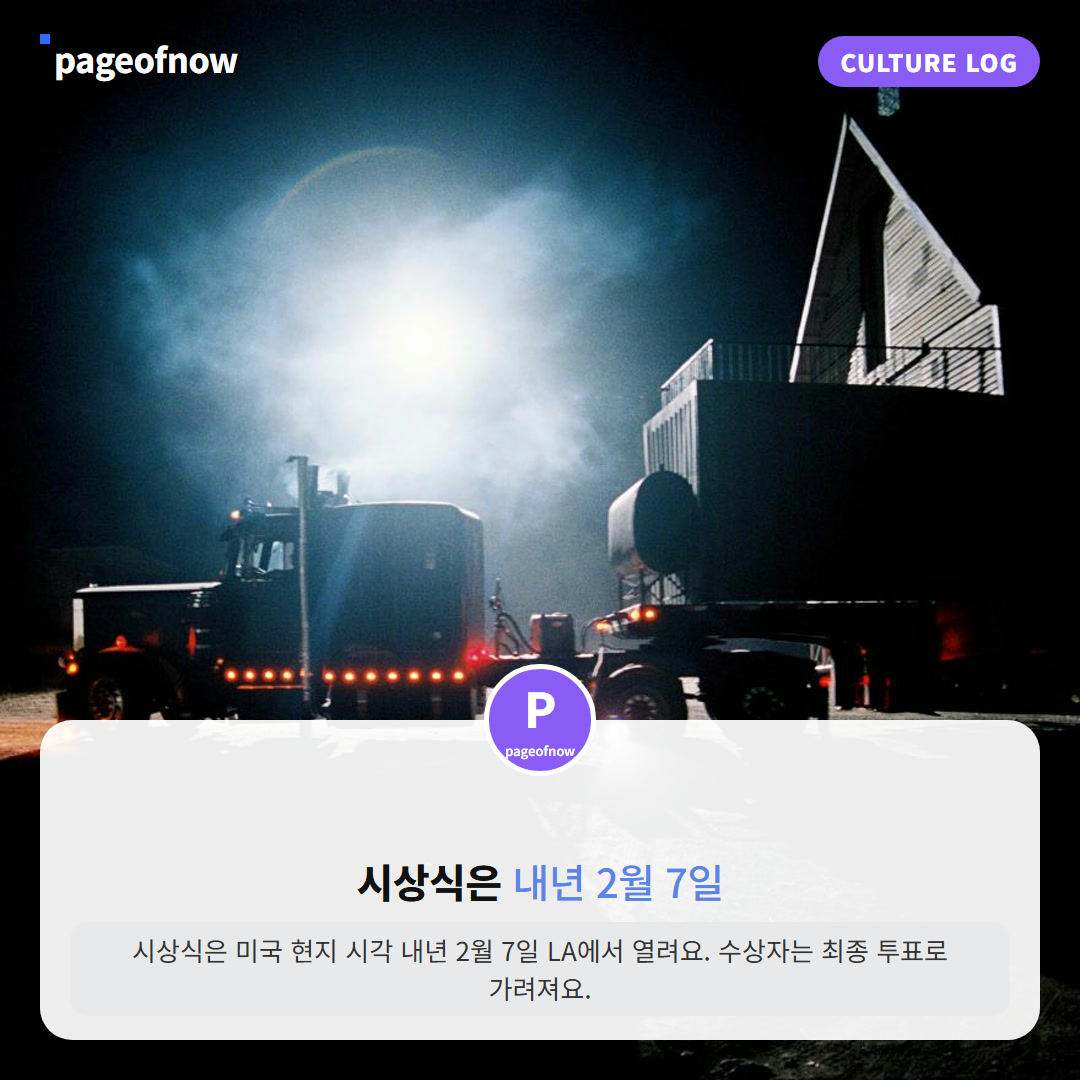 pageofnow
CULTURE LOG
P
pageofnow
시상식은 내년 2월 7일
시상식은 미국 현지 시각 내년 2월 7일 LA에서 열려요. 수상자는 최종 투표로
가려져요.